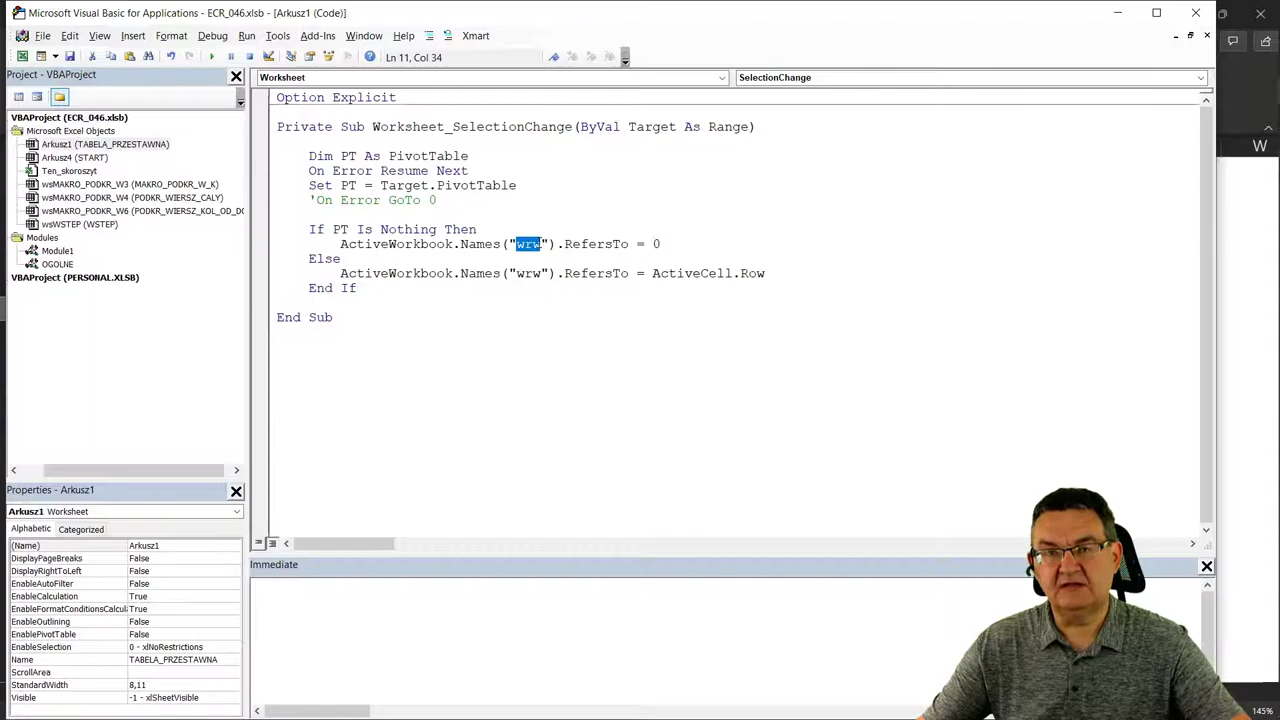 Microsoft Visual Basic for Applications - ECR_046.xlsb - [Arkusz1 (Code)]
File Edit View Insert Format Debug Run Tools Add-Ins Window Help Xmart
Ln 11, Col 34
Project - VBAProject
Worksheet
SelectionChange
VBAProject (ECR_046.xlsb)
Microsoft Excel Objects
Arkusz1 (TABELA_PRZESTAWNA)
Arkusz4 (START)
Ten_skoroszyt
wsMAKRO_PODKR_W3 (MAKRO_PODKR_W_K)
wsMAKRO_PODKR_W4 (PODKR_WIERSZ_CALY)
wsMAKRO_PODKR_W6 (PODKR_WIERSZ_KOL_OD_DO
wsWSTEP (WSTEP)
Modules
Module1
OGOLNE
VBAProject (PERSONAL.XLSB)
Option Explicit
Private Sub Worksheet_SelectionChange(ByVal Target As Range)
Dim PT As PivotTable
On Error Resume Next
Set PT = Target.PivotTable
'On Error GoTo 0
If PT Is Nothing Then
ActiveWorkbook.Names("wrw").RefersTo = 0
Else
ActiveWorkbook.Names("wrw").RefersTo = ActiveCell.Row
End If
End Sub
W
Properties - Arkusz1
Arkusz1 Worksheet
Alphabetic Categorized
(Name) Arkusz1
DisplayPageBreaks False
DisplayRightToLeft False
EnableAutoFilter False
EnableCalculation True
EnableFormatConditionsCalcul True
EnableOutlining False
EnablePivotTable False
EnableSelection 0 - xlNoRestrictions
Name TABELA_PRZESTAWNA
ScrollArea
StandardWidth 8,11
Visible -1 - xlSheetVisible
Immediate
145%